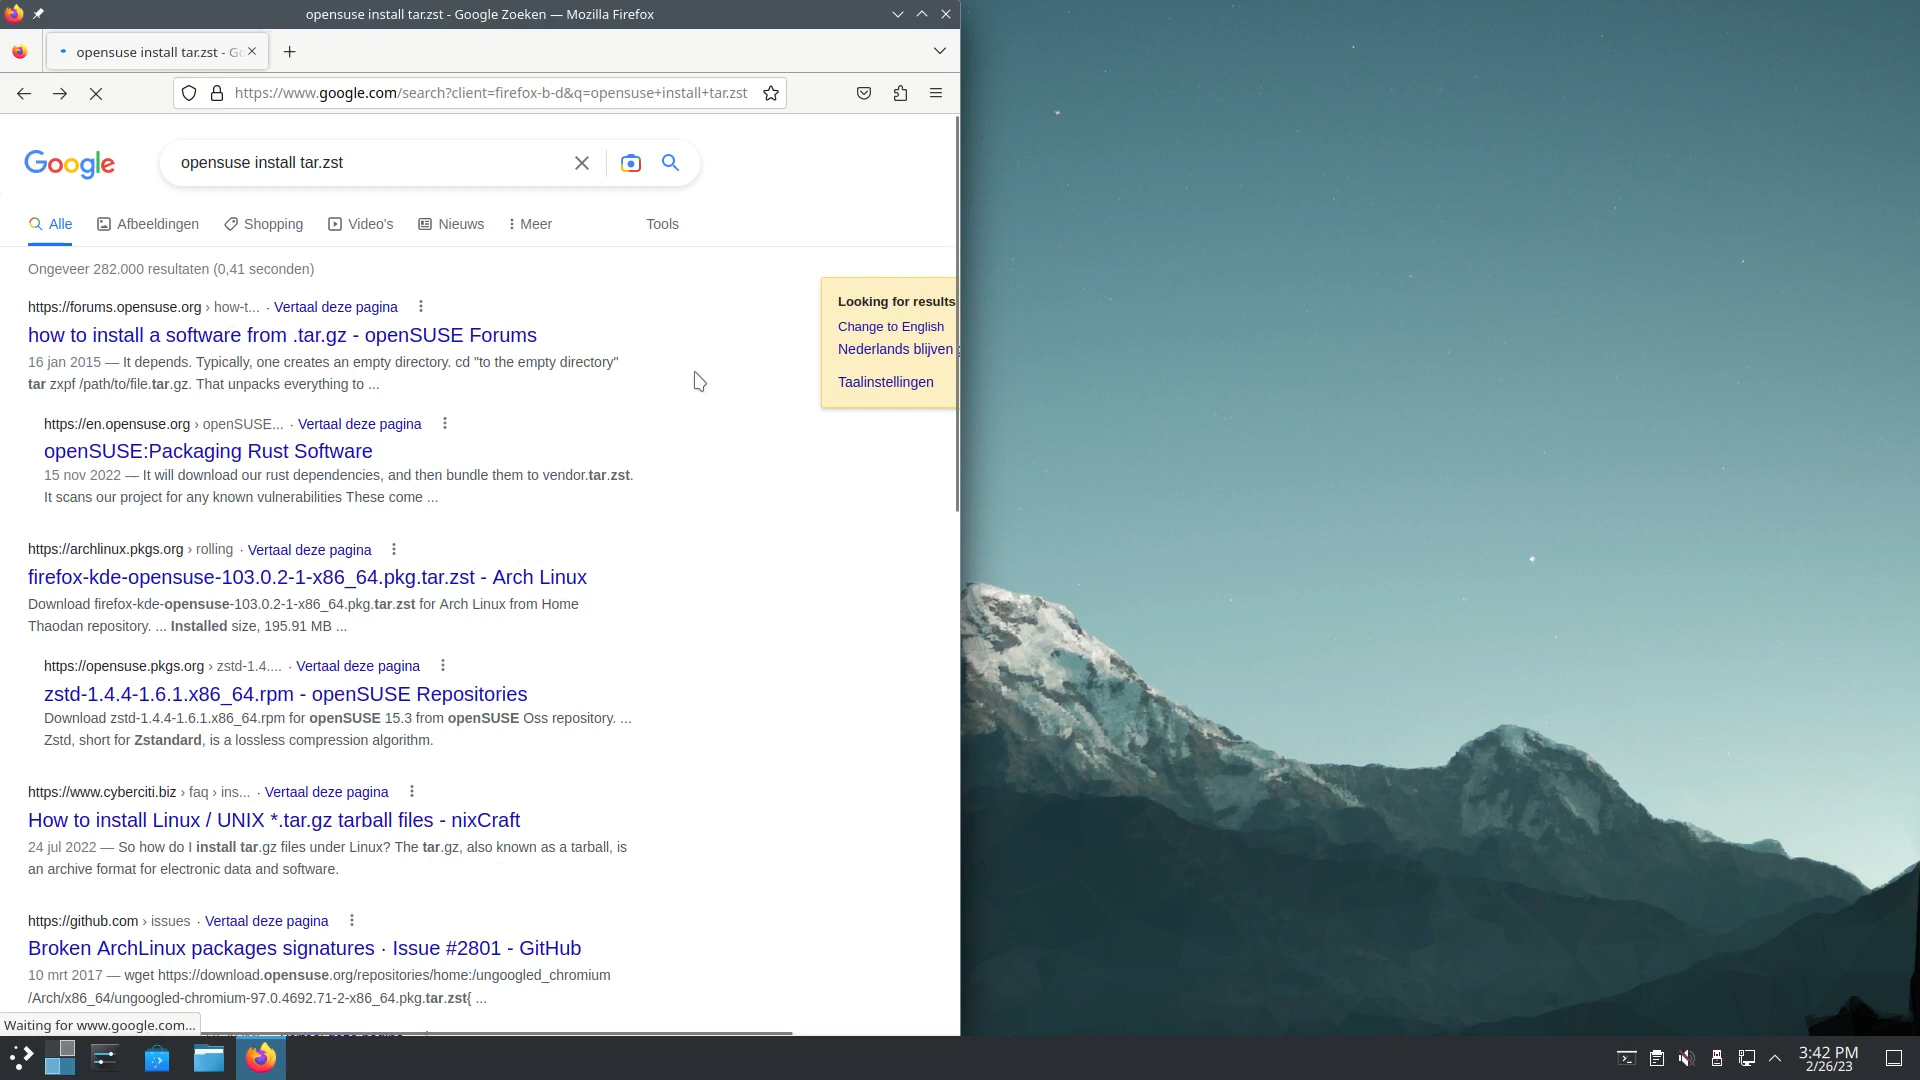 opensuse install tar.zst - Google Zoeken — Mozilla Firefox
opensuse install tar.zst - Go
https://www.google.com/search?client=firefox-b-d&q=opensuse+install+tar.zst
Google
opensuse install tar.zst
Alle
Afbeeldingen
Shopping
Video's
Nieuws
Meer
Tools
Ongeveer 282.000 resultaten (0,41 seconden)
Looking for results
Change to English
Nederlands blijven
Taalinstellingen
https://forums.opensuse.org › how-t... · Vertaal deze pagina
how to install a software from .tar.gz - openSUSE Forums
16 jan 2015 — It depends. Typically, one creates an empty directory. cd "to the empty directory"
tar zxpf /path/to/file.tar.gz. That unpacks everything to ...
https://en.opensuse.org › openSUSE... · Vertaal deze pagina
openSUSE:Packaging Rust Software
15 nov 2022 — It will download our rust dependencies, and then bundle them to vendor.tar.zst.
It scans our project for any known vulnerabilities These come ...
https://archlinux.pkgs.org › rolling · Vertaal deze pagina
firefox-kde-opensuse-103.0.2-1-x86_64.pkg.tar.zst - Arch Linux
Download firefox-kde-opensuse-103.0.2-1-x86_64.pkg.tar.zst for Arch Linux from Home
Thaodan repository. ... Installed size, 195.91 MB ...
https://opensuse.pkgs.org › zstd-1.4.... · Vertaal deze pagina
zstd-1.4.4-1.6.1.x86_64.rpm - openSUSE Repositories
Download zstd-1.4.4-1.6.1.x86_64.rpm for openSUSE 15.3 from openSUSE Oss repository. ...
Zstd, short for Zstandard, is a lossless compression algorithm.
https://www.cyberciti.biz › faq › ins... · Vertaal deze pagina
How to install Linux / UNIX *.tar.gz tarball files - nixCraft
24 jul 2022 — So how do I install tar.gz files under Linux? The tar.gz, also known as a tarball, is
an archive format for electronic data and software.
https://github.com › issues · Vertaal deze pagina
Broken ArchLinux packages signatures · Issue #2801 - GitHub
10 mrt 2017 — wget https://download.opensuse.org/repositories/home:/ungoogled_chromium
/Arch/x86_64/ungoogled-chromium-97.0.4692.71-2-x86_64.pkg.tar.zst{ ...
Waiting for www.google.com...
3:42 PM
2/26/23